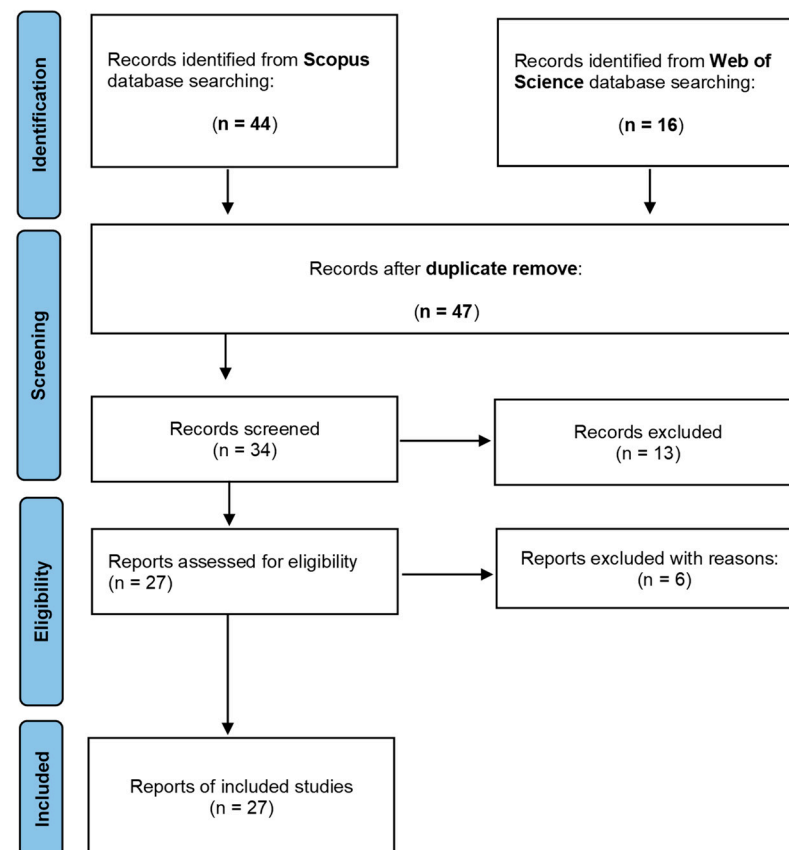 Identification
Records identified from Scopus
database searching:
(n = 44)
Records identified from Web of
Science database searching:
(n = 16)
Screening
Records after duplicate remove:
(n = 47)
Records screened
(n = 34)
Records excluded
(n = 13)
Eligibility
Reports assessed for eligibility
(n = 27)
Reports excluded with reasons:
(n = 6)
Included
Reports of included studies
(n = 27)